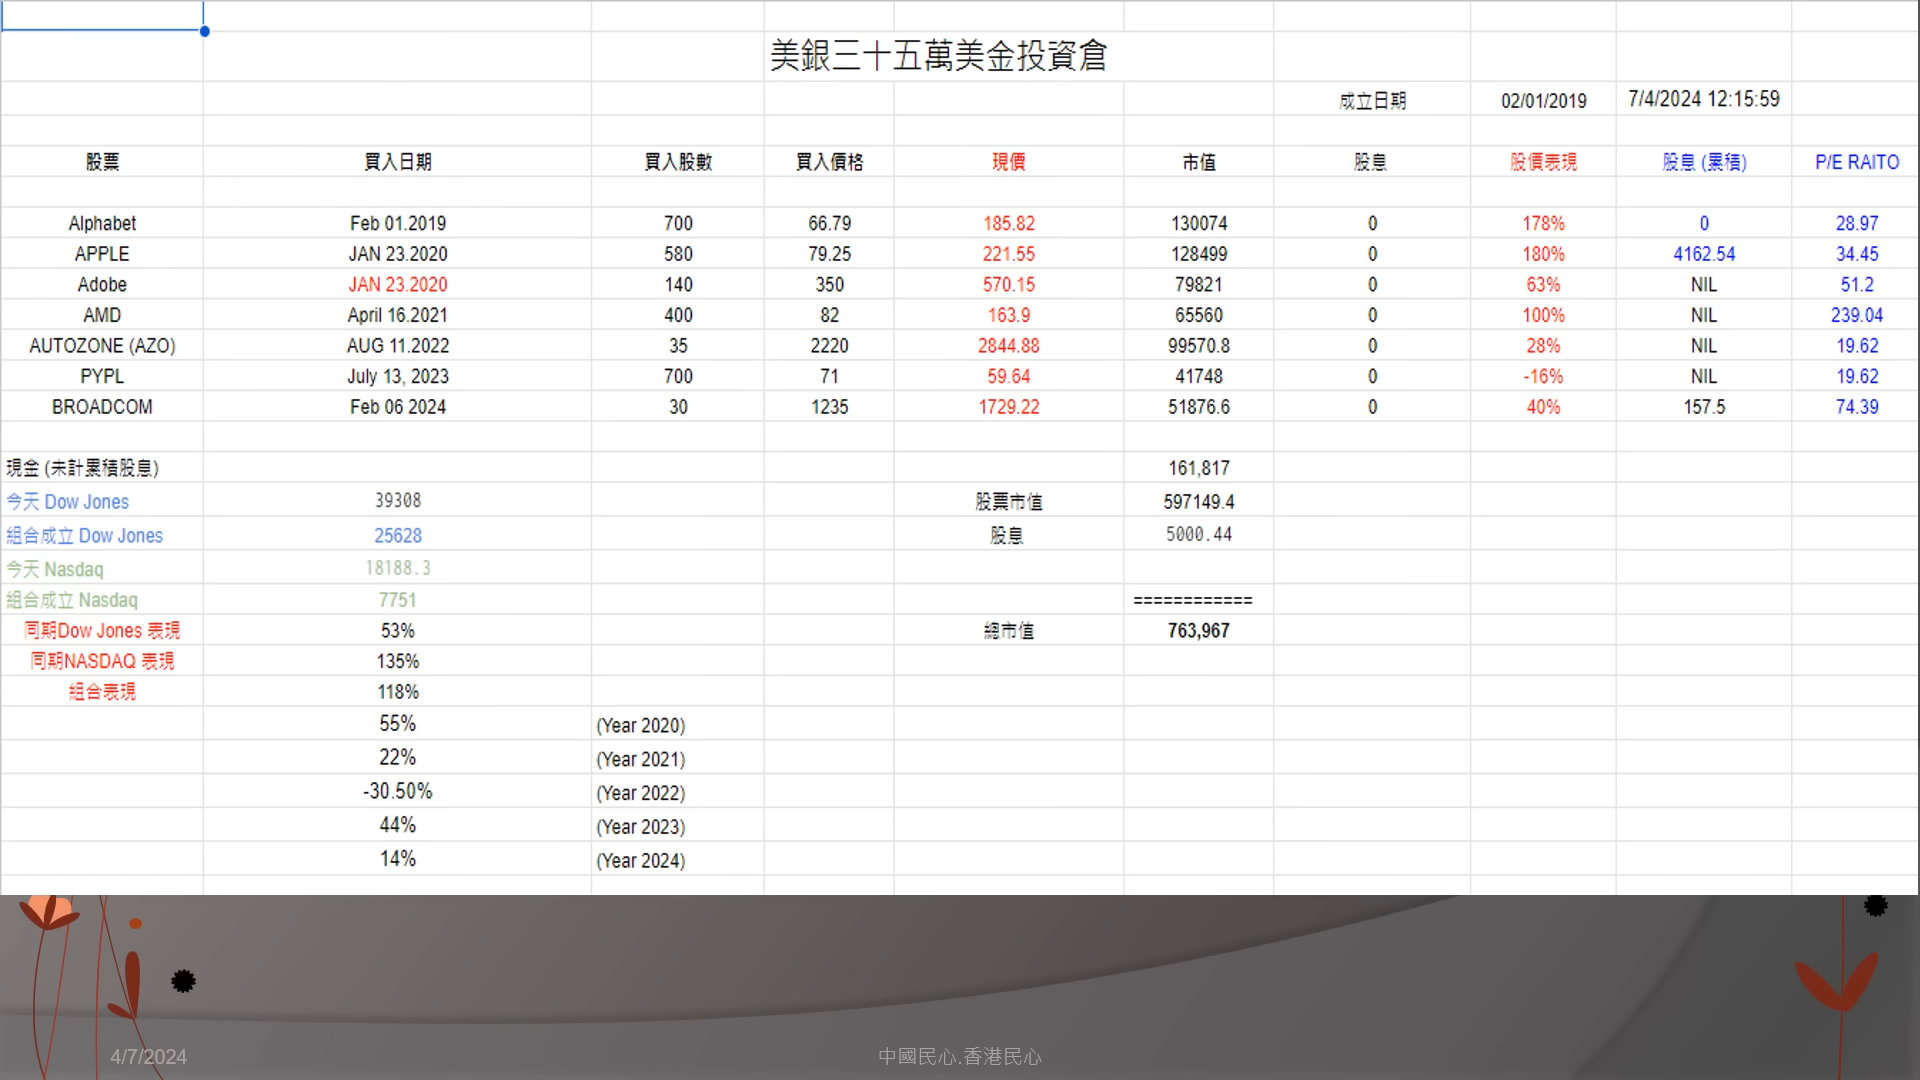 美銀三十五萬美金投資倉
成立日期 02/01/2019 7/4/2024 12:15:59
股票 買入日期 買入股數 買入價格 現價 市值 股息 股價表現 股息 (累積) P/E RAITO
Alphabet Feb 01.2019 700 66.79 185.82 130074 0 178% 0 28.97
APPLE JAN 23.2020 580 79.25 221.55 128499 0 180% 4162.54 34.45
Adobe JAN 23.2020 140 350 570.15 79821 0 63% NIL 51.2
AMD April 16.2021 400 82 163.9 65560 0 100% NIL 239.04
AUTOZONE (AZO) AUG 11.2022 35 2220 2844.88 99570.8 0 28% NIL 19.62
PYPL July 13, 2023 700 71 59.64 41748 0 -16% NIL 19.62
BROADCOM Feb 06 2024 30 1235 1729.22 51876.6 0 40% 157.5 74.39
現金 (未計累積股息) 161,817
今天 Dow Jones 39308 股票市值 597149.4
組合成立 Dow Jones 25628 股息 5000.44
今天 Nasdaq 18188.3
組合成立 Nasdaq 7751 ============
同期Dow Jones 表現 53% 總市值 763,967
同期NASDAQ 表現 135%
組合表現 118%
55% (Year 2020)
22% (Year 2021)
-30.50% (Year 2022)
44% (Year 2023)
14% (Year 2024)
4/7/2024 中國民心.香港民心